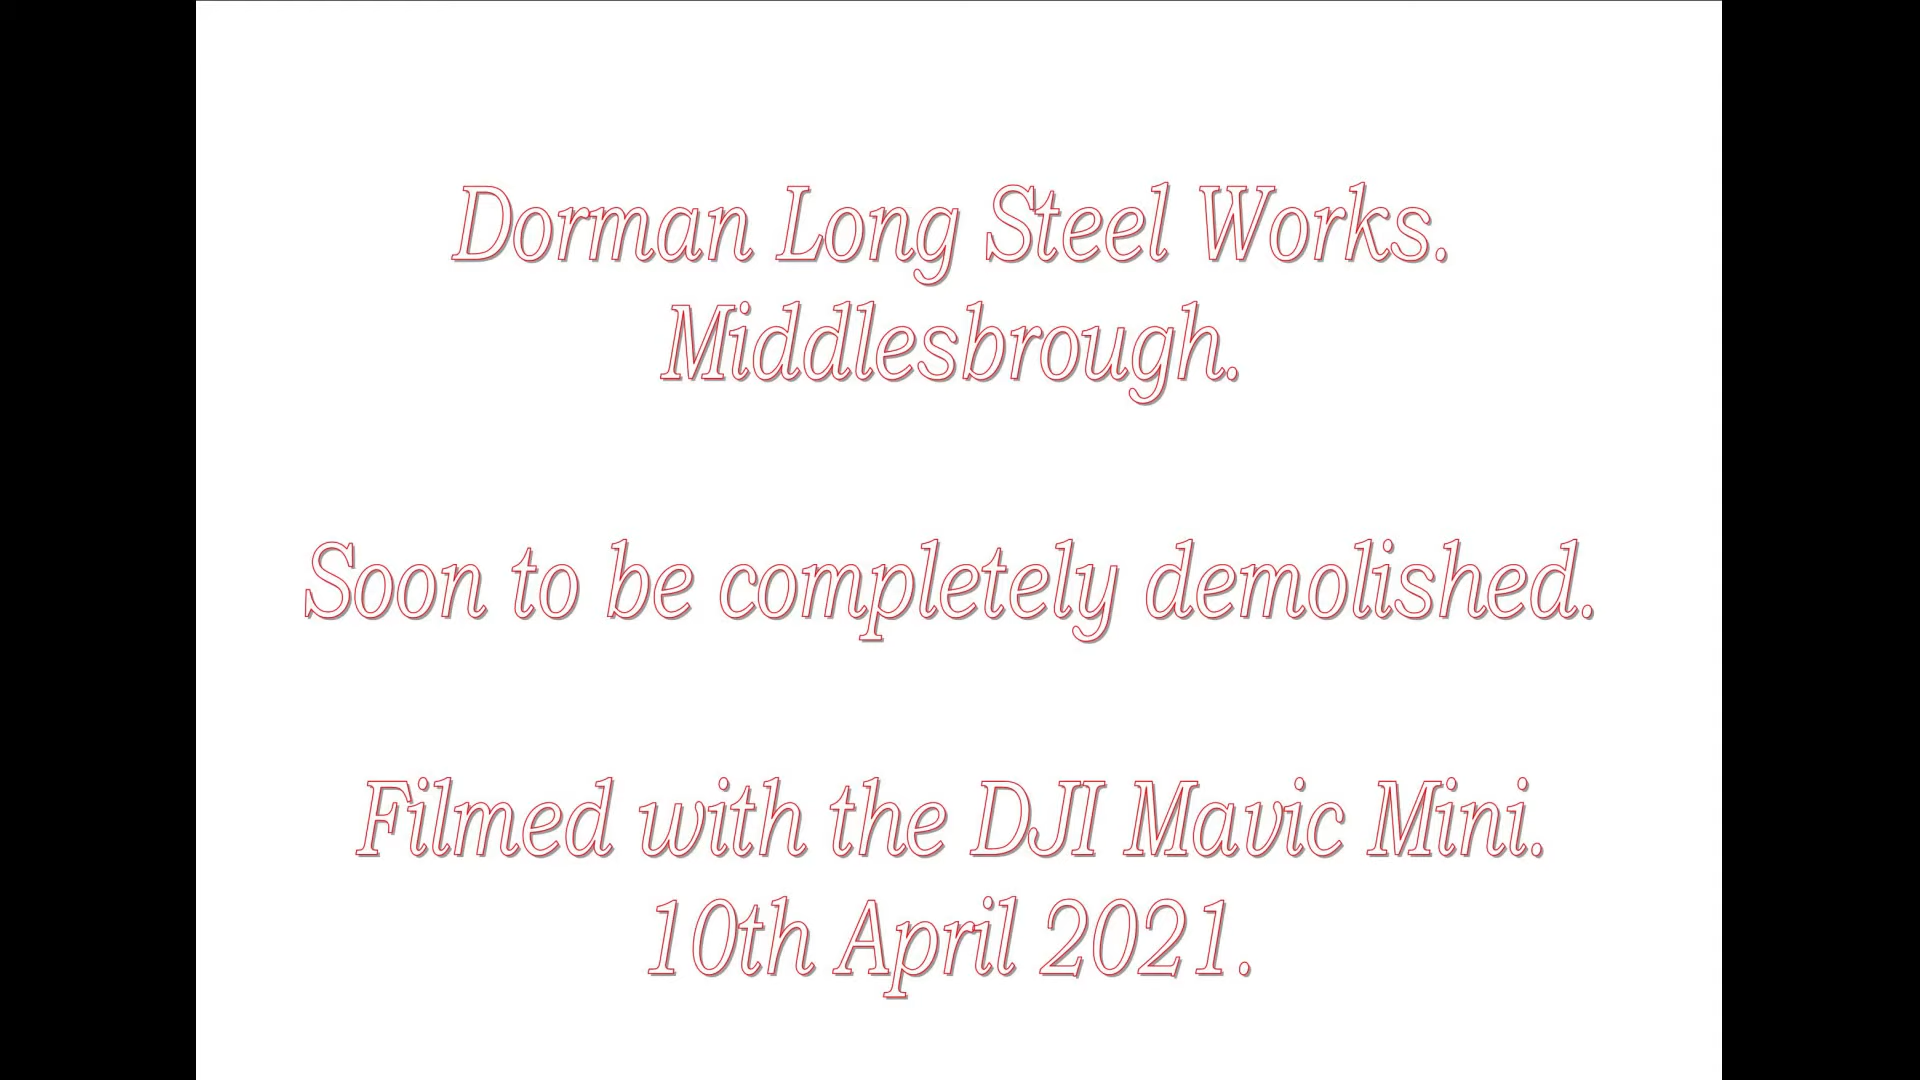 Dorman Long Steel Works.
Middlesbrough.
Soon to be completely demolished.
Filmed with the DJI Mavic Mini.
10th April 2021.